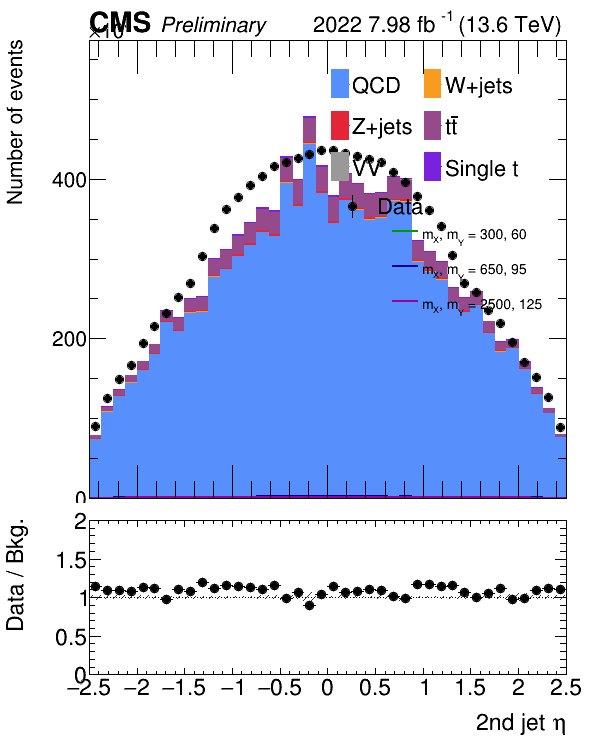 CMS Preliminary 2022 7.98 fb⁻¹ (13.6 TeV)
Number of events
QCD W+jets
Z+jets tt̄
VV Single t
Data
m_X, m_Y = 300, 60
m_X, m_Y = 650, 95
m_X, m_Y = 2500, 125
400
200
0
Data / Bkg.
2
1.5
1
0.5
0
−2.5 −2 −1.5 −1 −0.5 0 0.5 1 1.5 2 2.5
2nd jet η